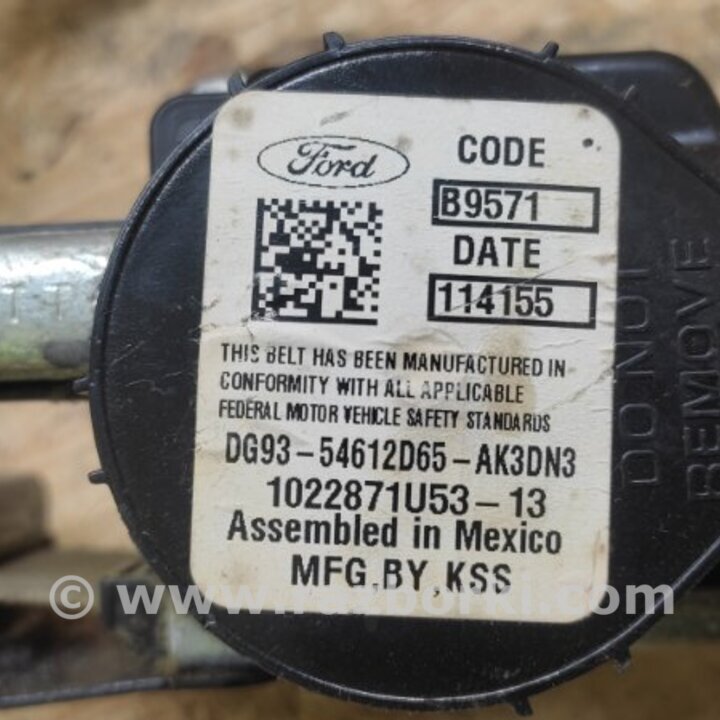 Ford
CODE
B9571
DATE
114155
THIS BELT HAS BEEN MANUFACTURED IN
CONFORMITY WITH ALL APPLICABLE
FEDERAL MOTOR VEHICLE SAFETY STANDARDS
DG93-54612D65-AK3DN3
1022871U53-13
Assembled in Mexico
MFG,BY,KSS
DO NOT
REMOVE
© www.razborki.com